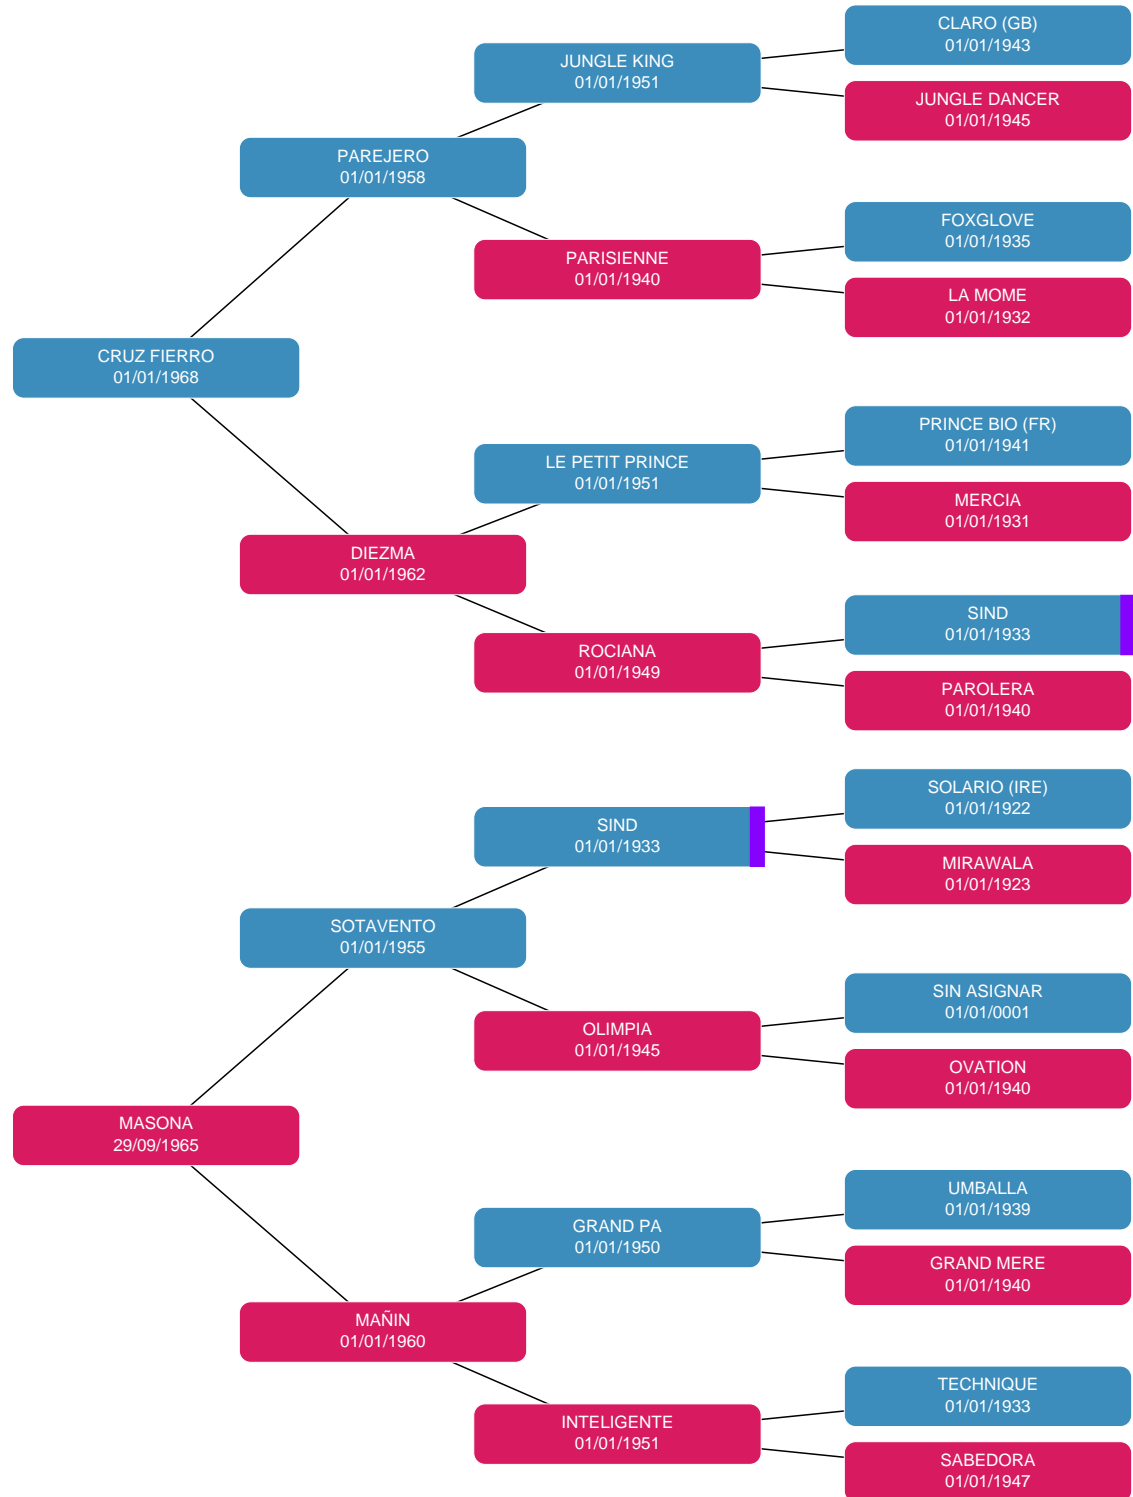 CLARO (GB)
01/01/1943
JUNGLE KING
01/01/1951
JUNGLE DANCER
01/01/1945
PAREJERO
01/01/1958
FOXGLOVE
01/01/1935
PARISIENNE
01/01/1940
LA MOME
01/01/1932
CRUZ FIERRO
01/01/1968
PRINCE BIO (FR)
01/01/1941
LE PETIT PRINCE
01/01/1951
MERCIA
01/01/1931
DIEZMA
01/01/1962
SIND
01/01/1933
ROCIANA
01/01/1949
PAROLERA
01/01/1940
SOLARIO (IRE)
01/01/1922
SIND
01/01/1933
MIRAWALA
01/01/1923
SOTAVENTO
01/01/1955
SIN ASIGNAR
01/01/0001
OLIMPIA
01/01/1945
OVATION
01/01/1940
MASONA
29/09/1965
UMBALLA
01/01/1939
GRAND PA
01/01/1950
GRAND MERE
01/01/1940
MAÑIN
01/01/1960
TECHNIQUE
01/01/1933
INTELIGENTE
01/01/1951
SABEDORA
01/01/1947